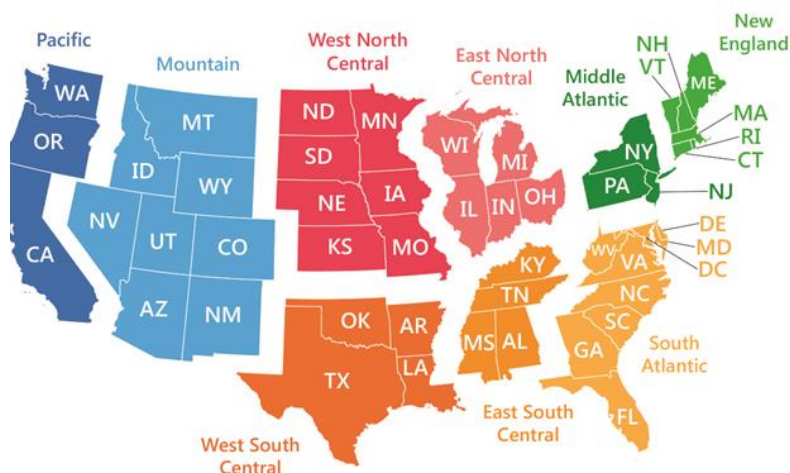 Pacific
WA
OR
CA
Mountain
MT
ID
WY
NV
UT
CO
AZ
NM
West North
Central
ND
MN
SD
NE
IA
KS
MO
East North
Central
WI
MI
IL
IN
OH
Middle
Atlantic
NY
PA
NJ
New
England
NH
VT
ME
MA
RI
CT
West South
Central
OK
AR
TX
LA
East South
Central
KY
TN
MS
AL
South
Atlantic
DE
MD
DC
WV
VA
NC
SC
GA
FL